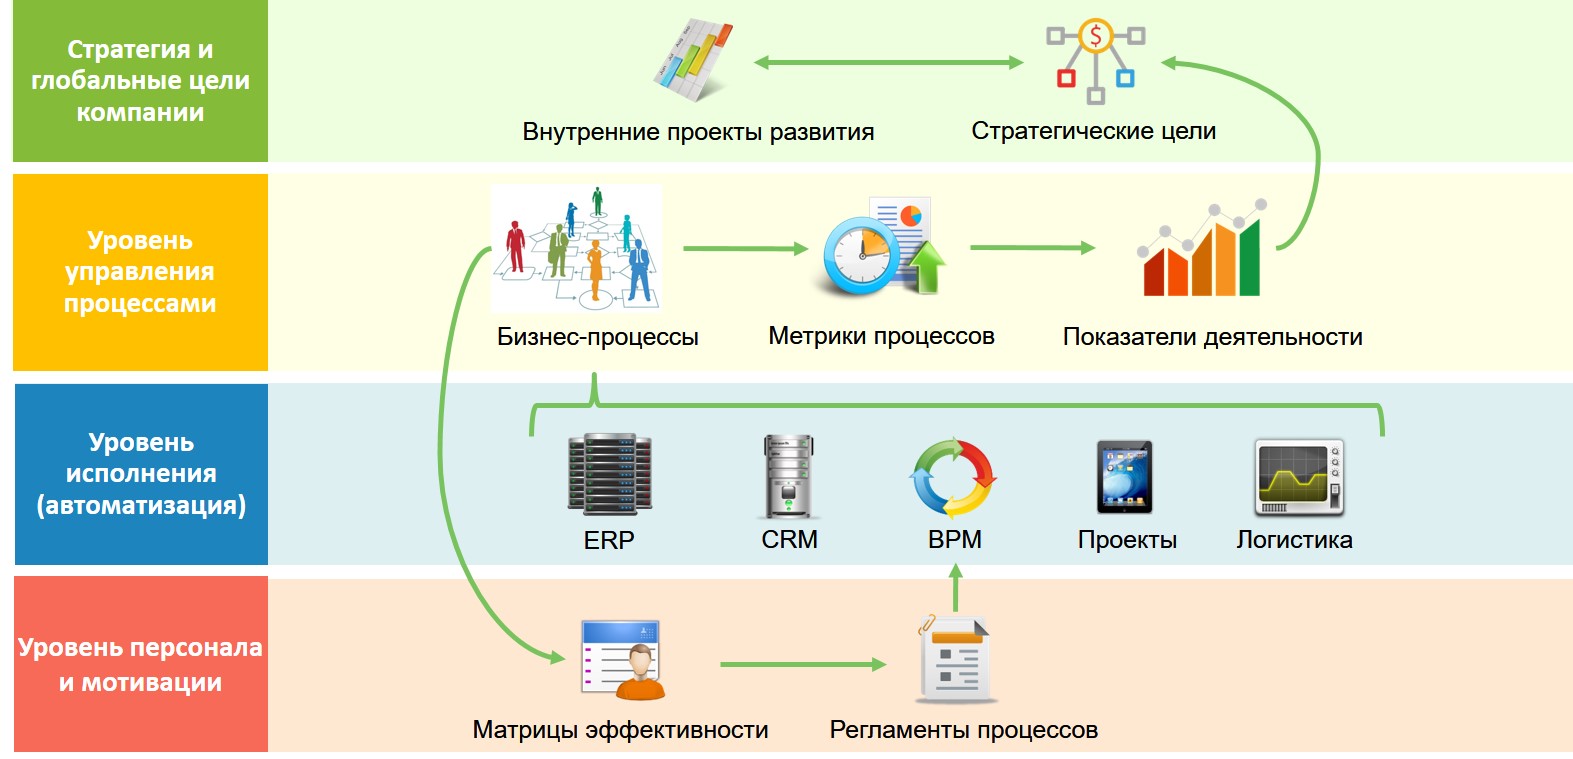 Стратегия и
глобальные цели
компании
Внутренние проекты развития
Стратегические цели
Уровень
управления
процессами
Бизнес-процессы
Метрики процессов
Показатели деятельности
Уровень
исполнения
(автоматизация)
ERP
CRM
BPM
Проекты
Логистика
Уровень персонала
и мотивации
Матрицы эффективности
Регламенты процессов